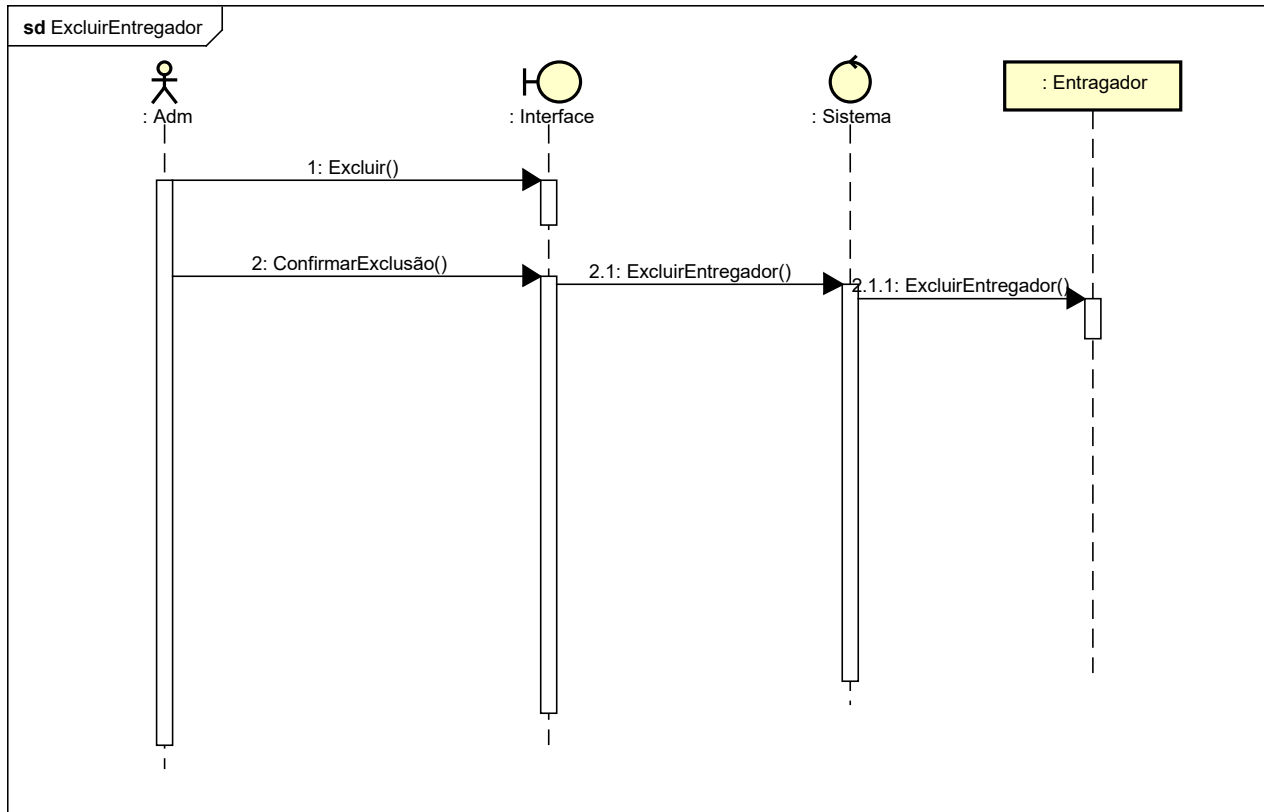 sd ExcluirEntregador
: Adm
: Interface
: Sistema
: Entragador
1: Excluir()
2: ConfirmarExclusão()
2.1: ExcluirEntregador()
2.1.1: ExcluirEntregador()